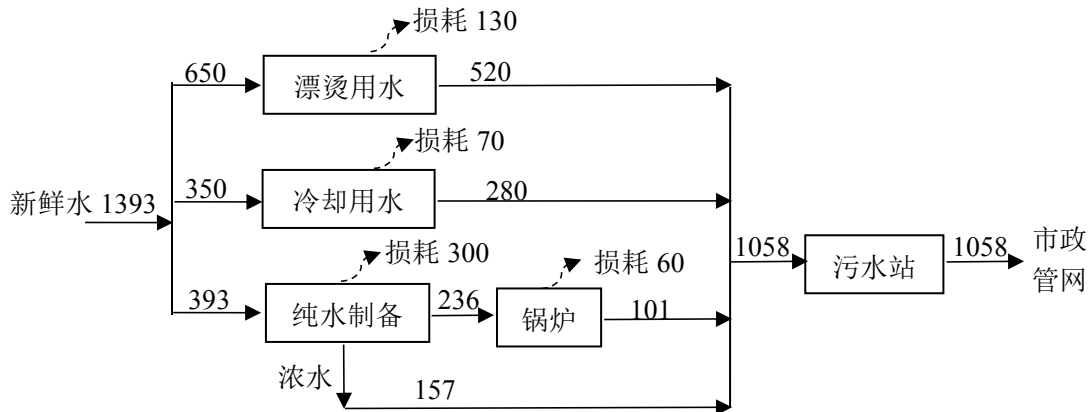 损耗 130
650
漂烫用水
520
损耗 70
新鲜水 1393
350
冷却用水
280
损耗 300
损耗 60
1058
污水站
1058
市政
管网
393
纯水制备
236
锅炉
101
浓水
157